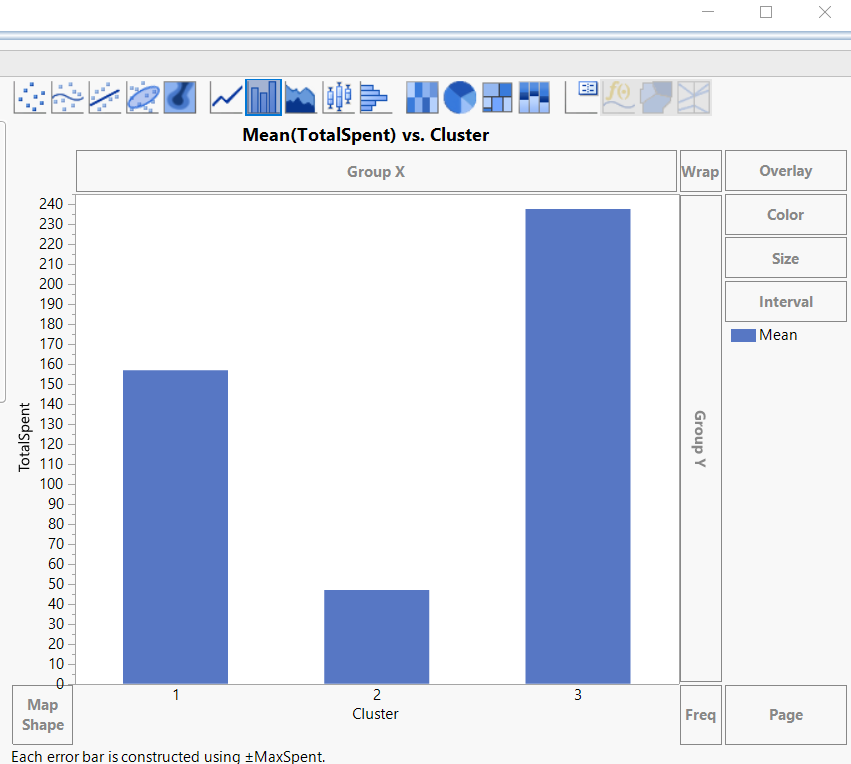 Mean(TotalSpent) vs. Cluster
Group X
Wrap
Overlay
Color
Size
Interval
Mean
240
230
220
210
200
190
180
170
160
150
140
130
120
110
100
90
80
70
60
50
40
30
20
10
0
TotalSpent
Group Y
1
2
3
Cluster
Map
Shape
Freq
Page
Each error bar is constructed using ±MaxSpent.